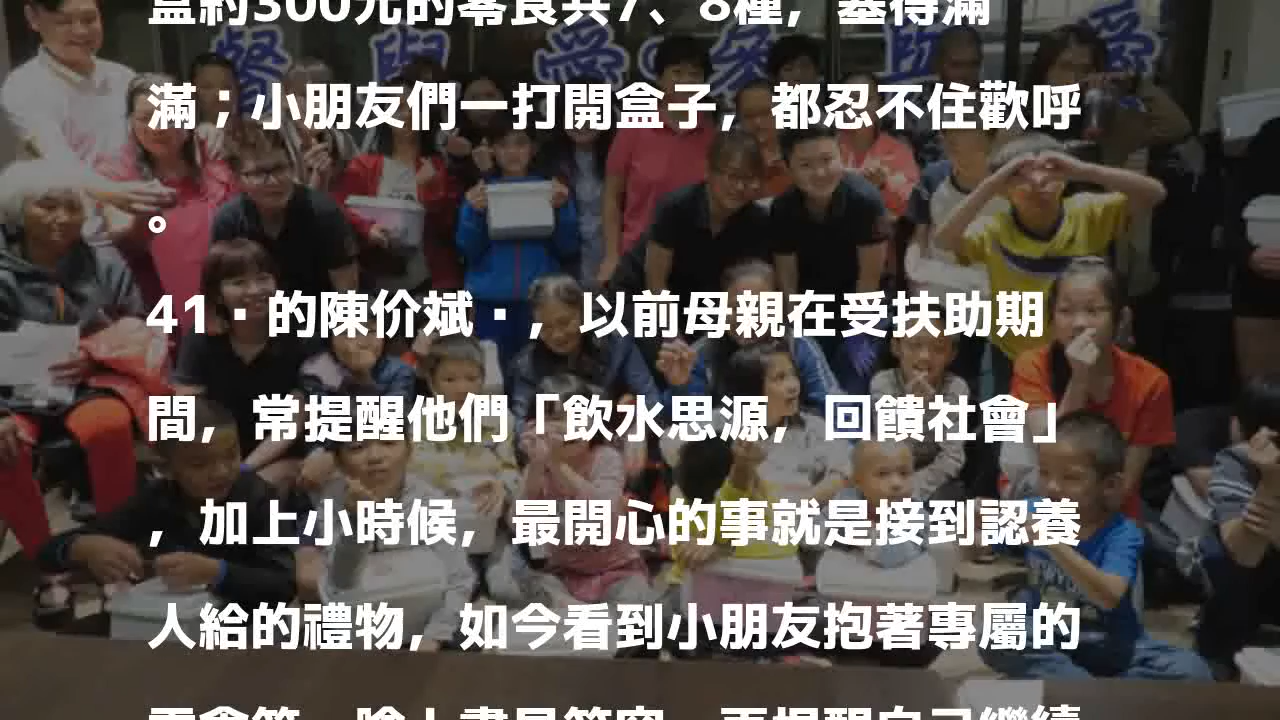 盒約300元的零食共7、8種，塞得滿
滿；小朋友們一打開盒子，都忍不住歡呼
。
41▪的陳价斌▪，以前母親在受扶助期
間，常提醒他們「飲水思源，回饋社會」
，加上小時候，最開心的事就是接到認養
人給的禮物，如今看到小朋友抱著專屬的